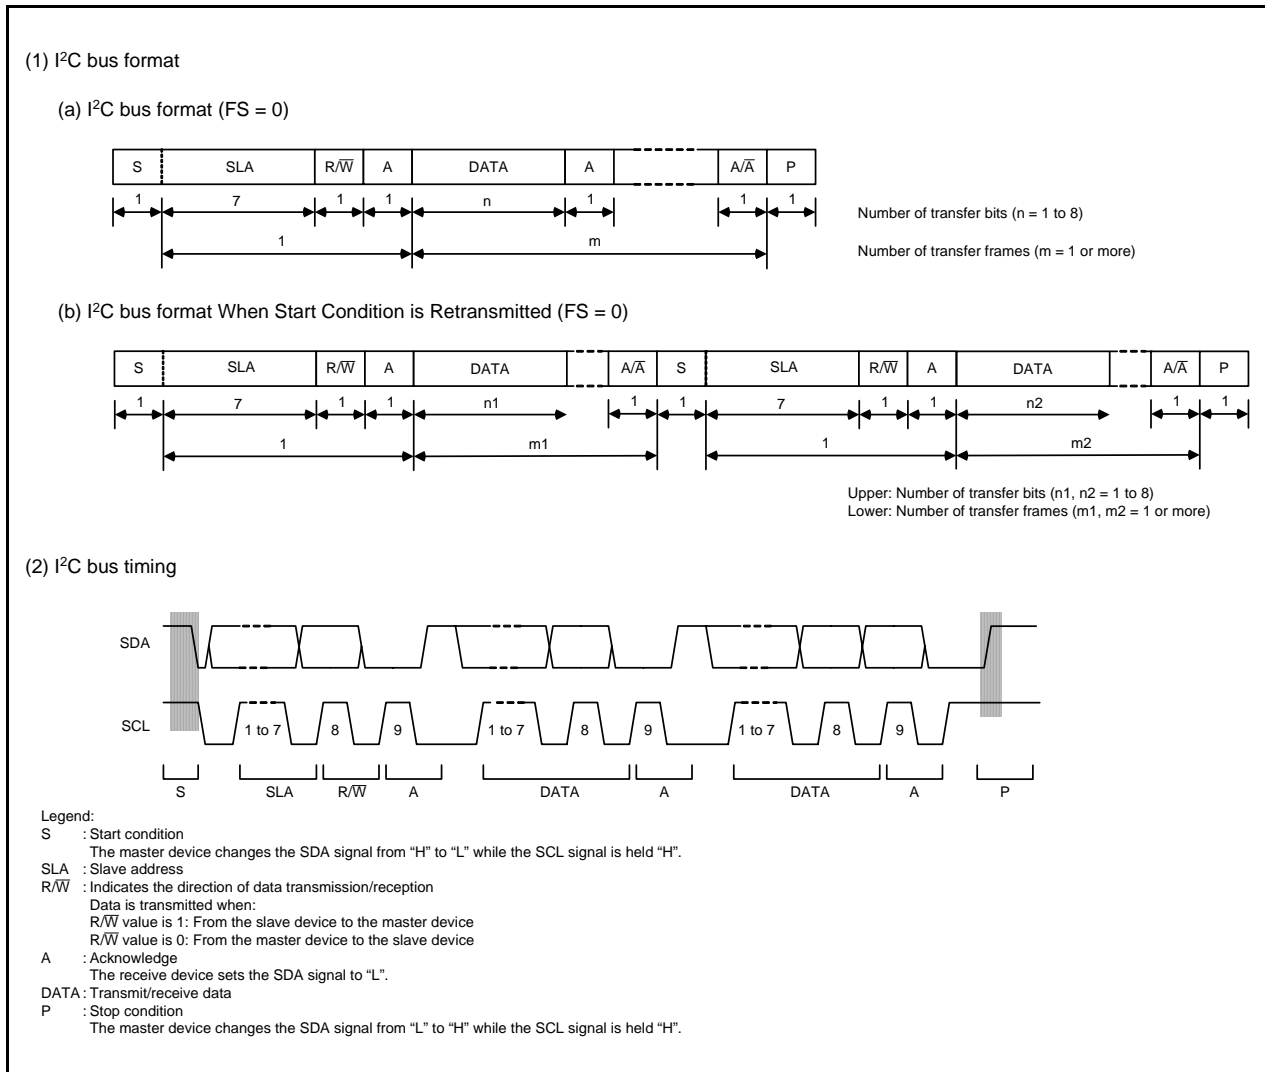 (1) I²C bus format
(a) I²C bus format (FS = 0)
S SLA R/W̅ A DATA A A/A̅ P
1 7 1 1 n 1 1 1
Number of transfer bits (n = 1 to 8)
1 m
Number of transfer frames (m = 1 or more)
(b) I²C bus format When Start Condition is Retransmitted (FS = 0)
S SLA R/W̅ A DATA A/A̅ S SLA R/W̅ A DATA A/A̅ P
1 7 1 1 n1 1 1 7 1 1 n2 1 1
1 m1 1 m2
Upper: Number of transfer bits (n1, n2 = 1 to 8)
Lower: Number of transfer frames (m1, m2 = 1 or more)
(2) I²C bus timing
SDA
SCL 1 to 7 8 9 1 to 7 8 9 1 to 7 8 9
S SLA R/W̅ A DATA A DATA A P
Legend:
S : Start condition
The master device changes the SDA signal from “H” to “L” while the SCL signal is held “H”.
SLA : Slave address
R/W̅ : Indicates the direction of data transmission/reception
Data is transmitted when:
R/W̅ value is 1: From the slave device to the master device
R/W̅ value is 0: From the master device to the slave device
A : Acknowledge
The receive device sets the SDA signal to “L”.
DATA : Transmit/receive data
P : Stop condition
The master device changes the SDA signal from “L” to “H” while the SCL signal is held “H”.